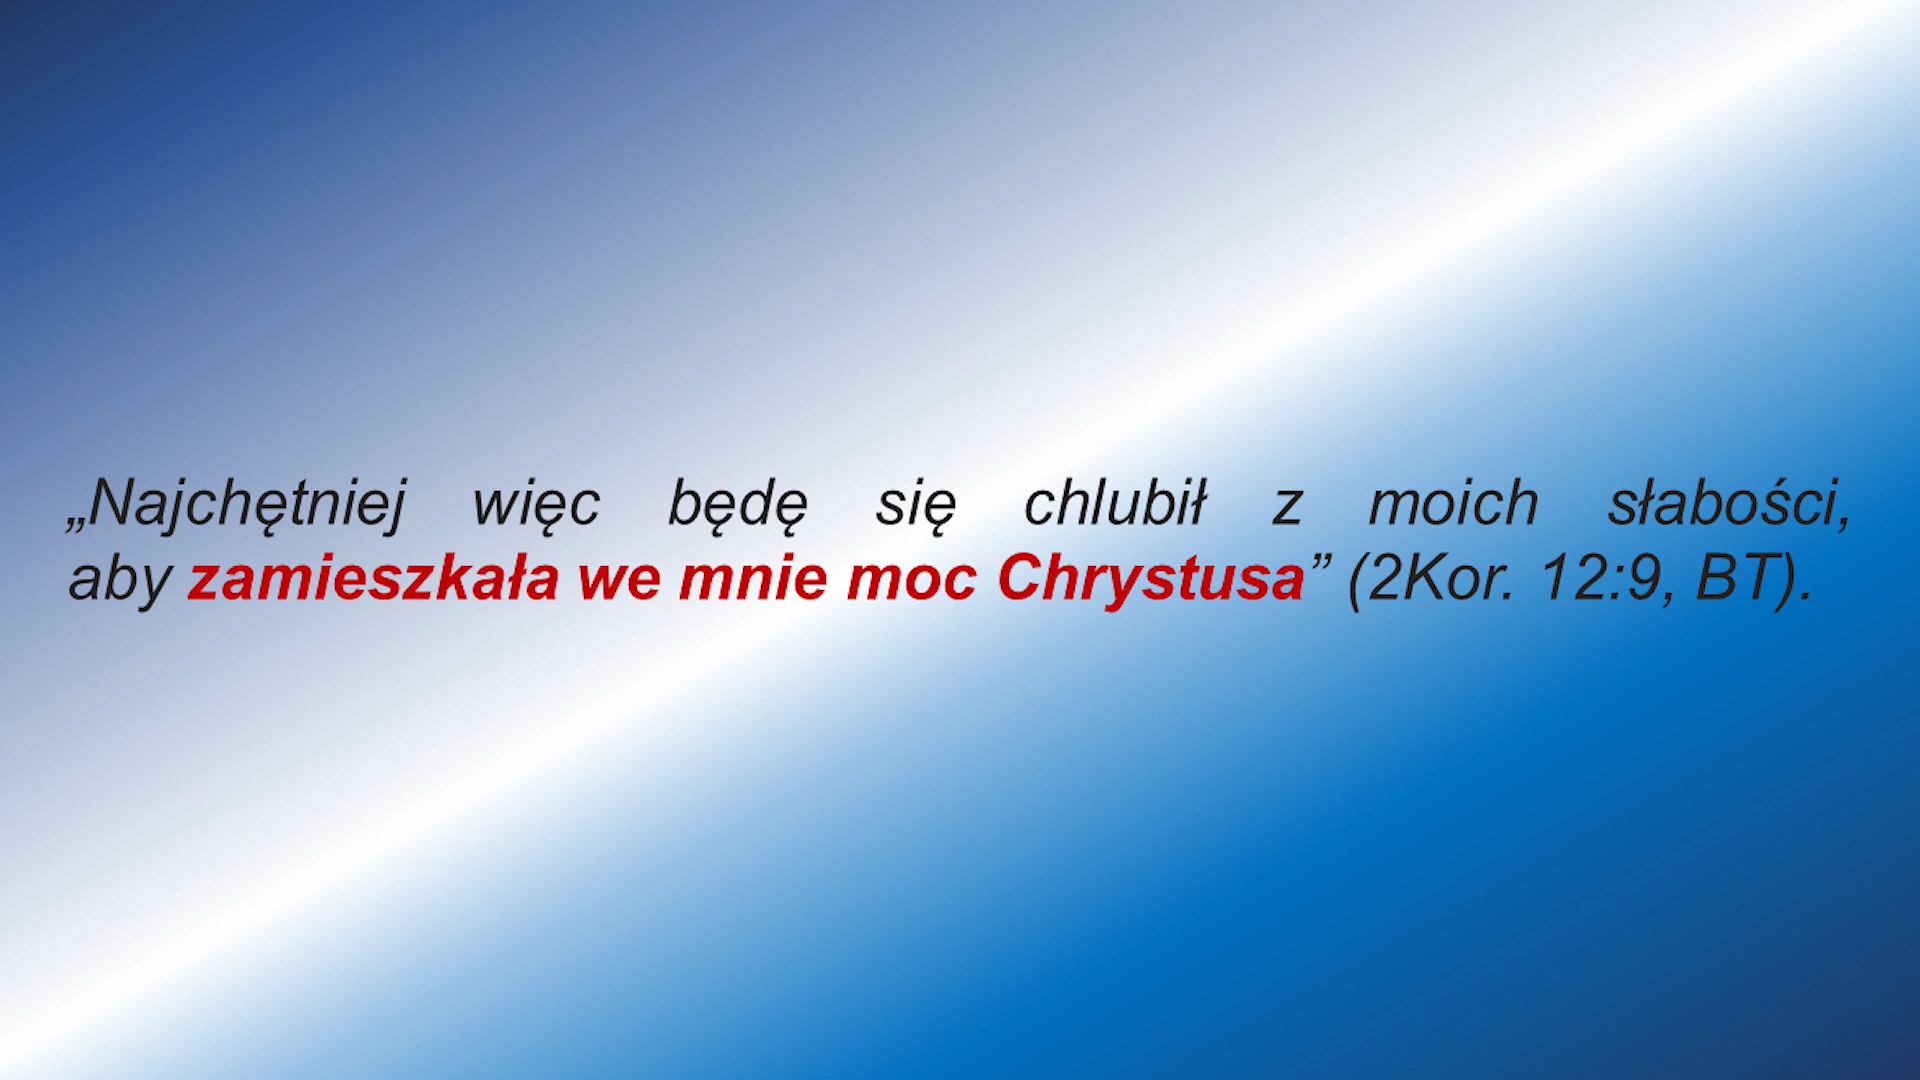 „Najchętniej więc będę się chlubił z moich słabości,
aby zamieszkała we mnie moc Chrystusa” (2Kor. 12:9, BT).